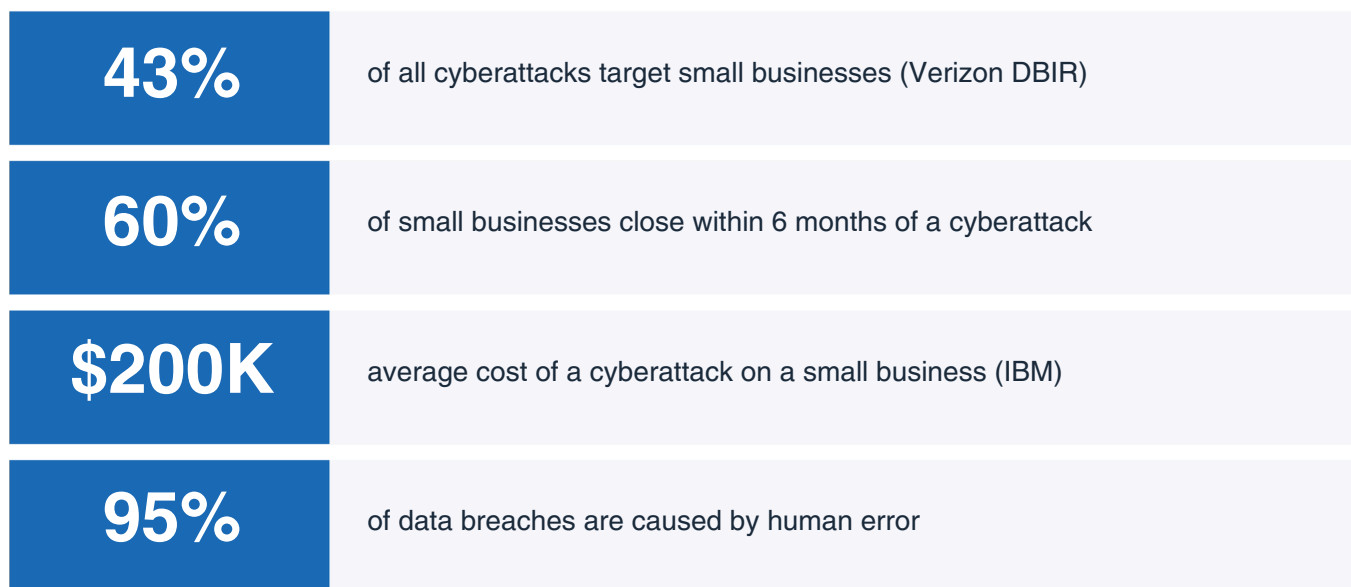 43%
of all cyberattacks target small businesses (Verizon DBIR)
60%
of small businesses close within 6 months of a cyberattack
$200K
average cost of a cyberattack on a small business (IBM)
95%
of data breaches are caused by human error